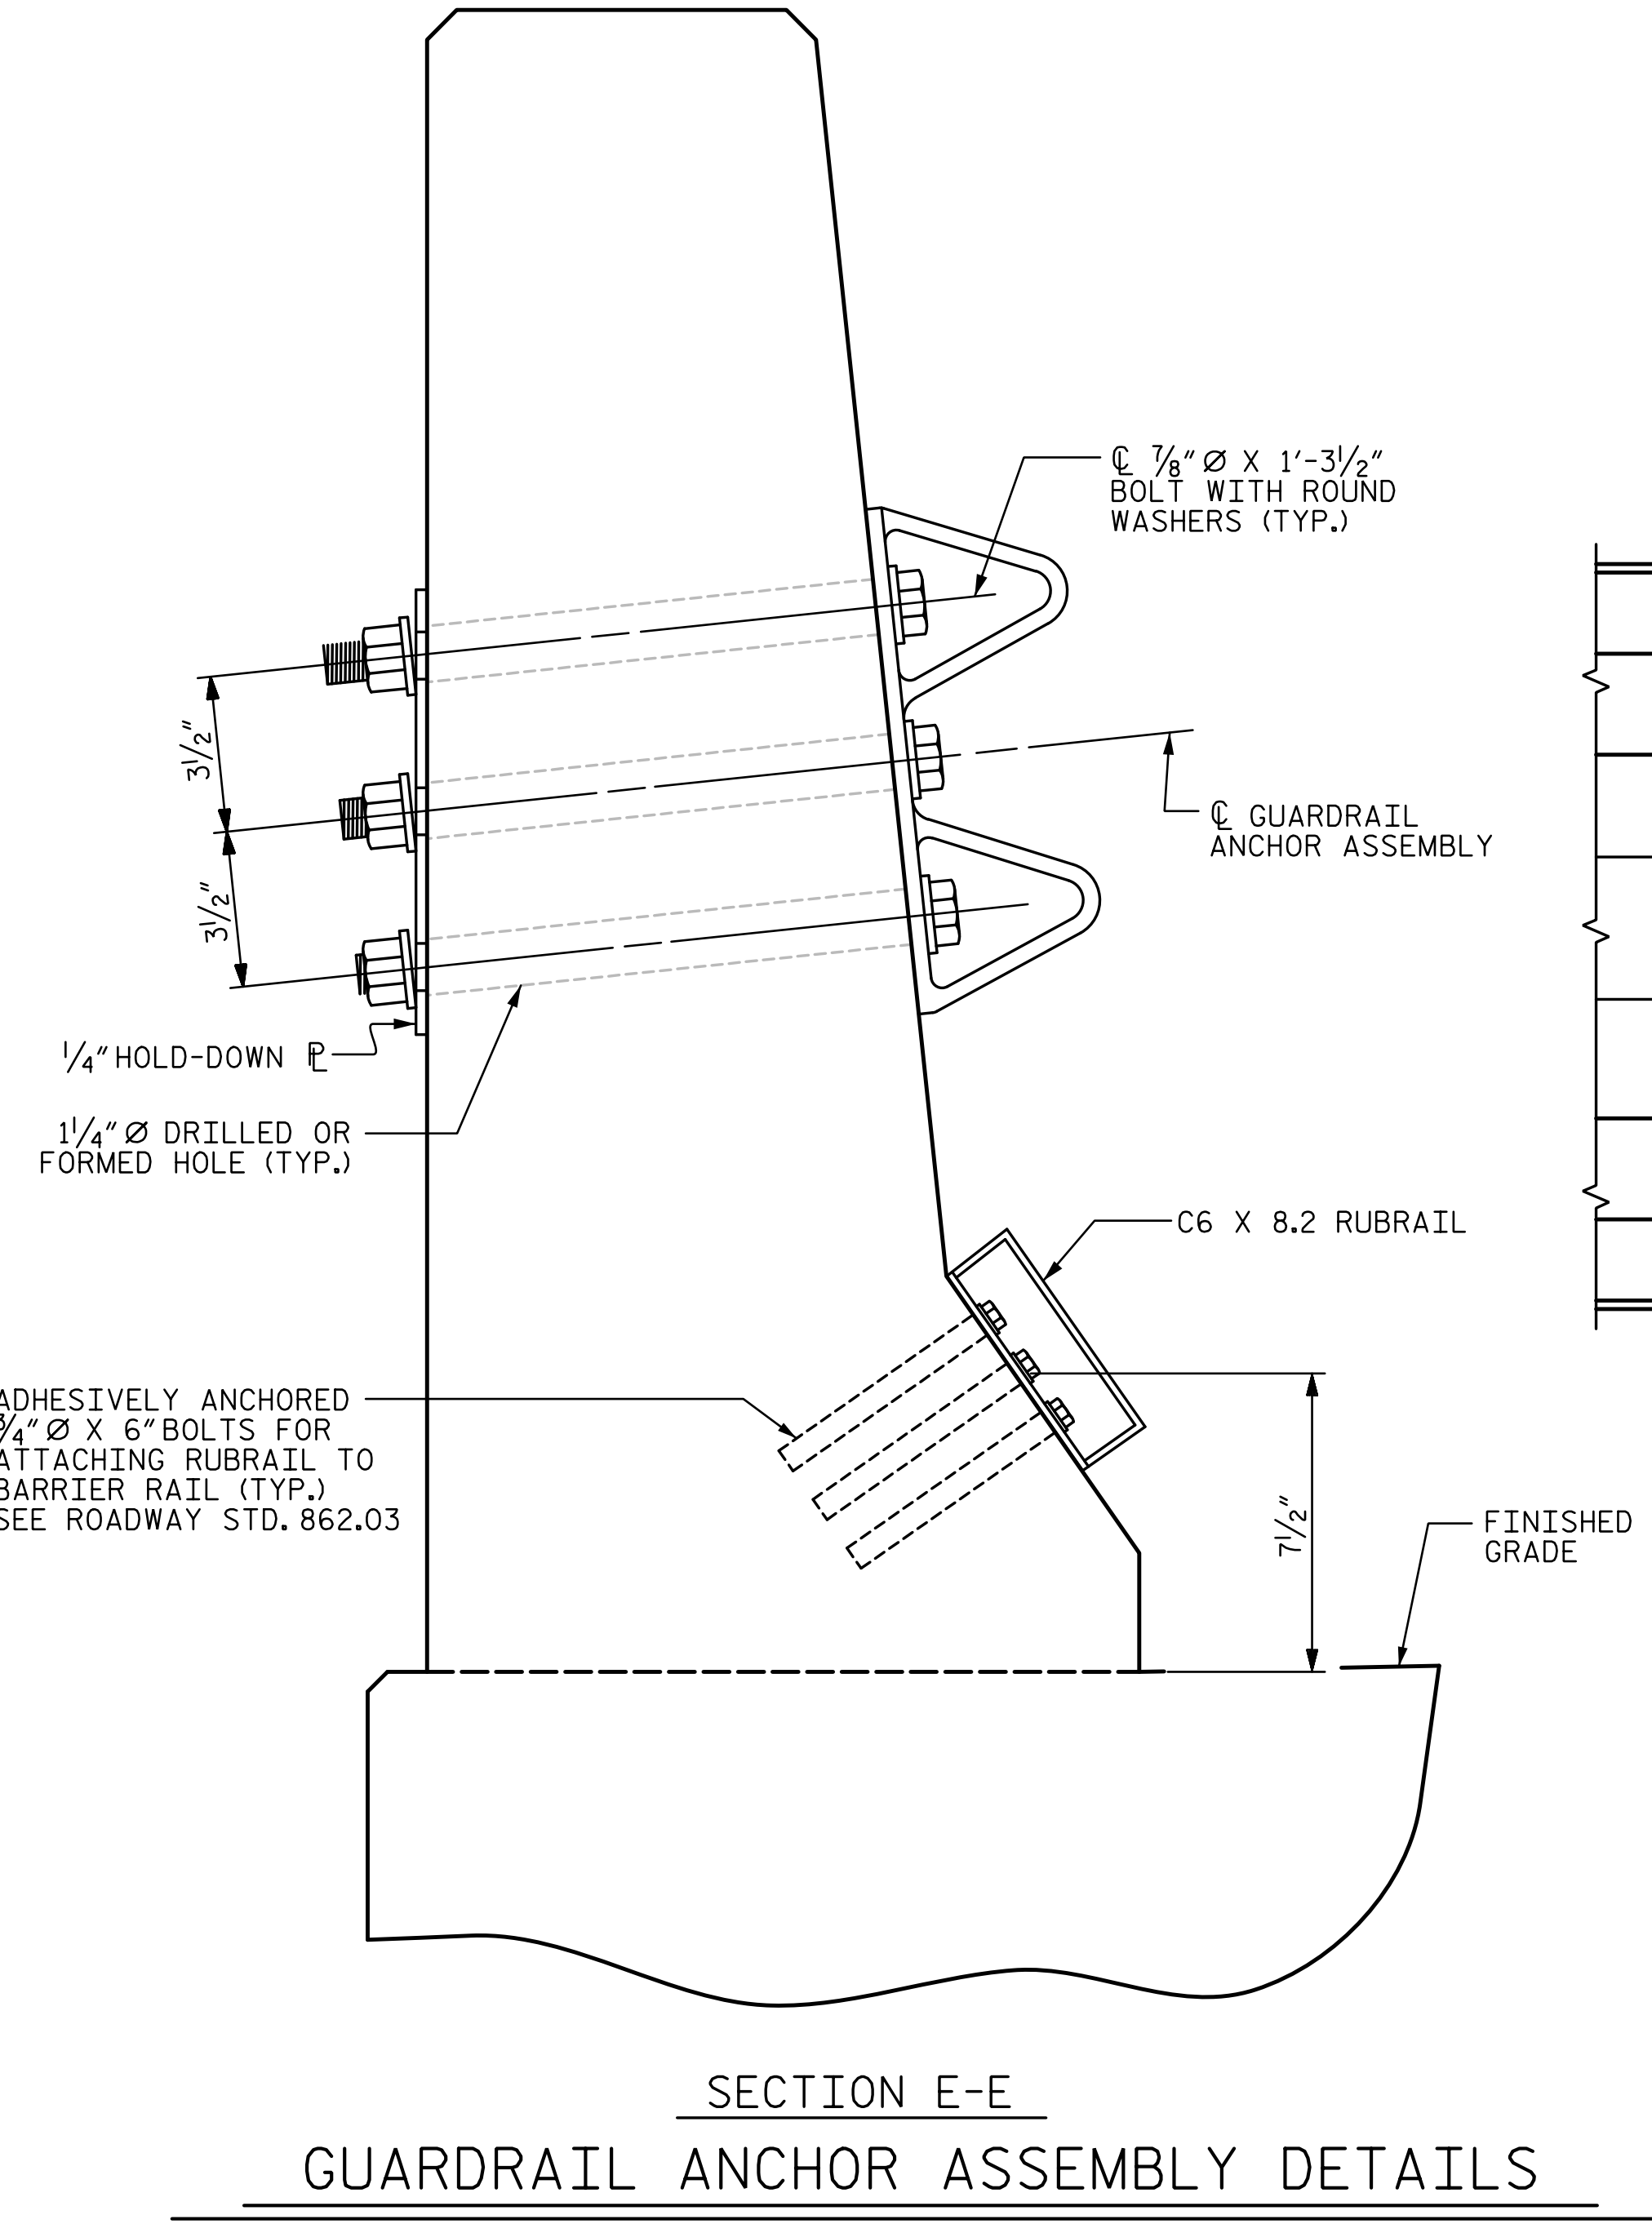 ℄ ⅞"Ø X 1'-3½"
BOLT WITH ROUND
WASHERS (TYP.)
3½"
℄ GUARDRAIL
ANCHOR ASSEMBLY
3½"
¼" HOLD-DOWN ⅊
1¼" Ø DRILLED OR
FORMED HOLE (TYP.)
C6 X 8.2 RUBRAIL
ADHESIVELY ANCHORED
¾" Ø X 6" BOLTS FOR
ATTACHING RUBRAIL TO
BARRIER RAIL (TYP.)
SEE ROADWAY STD. 862.03
7½"
FINISHED
GRADE
SECTION E-E
GUARDRAIL ANCHOR ASSEMBLY DETAILS